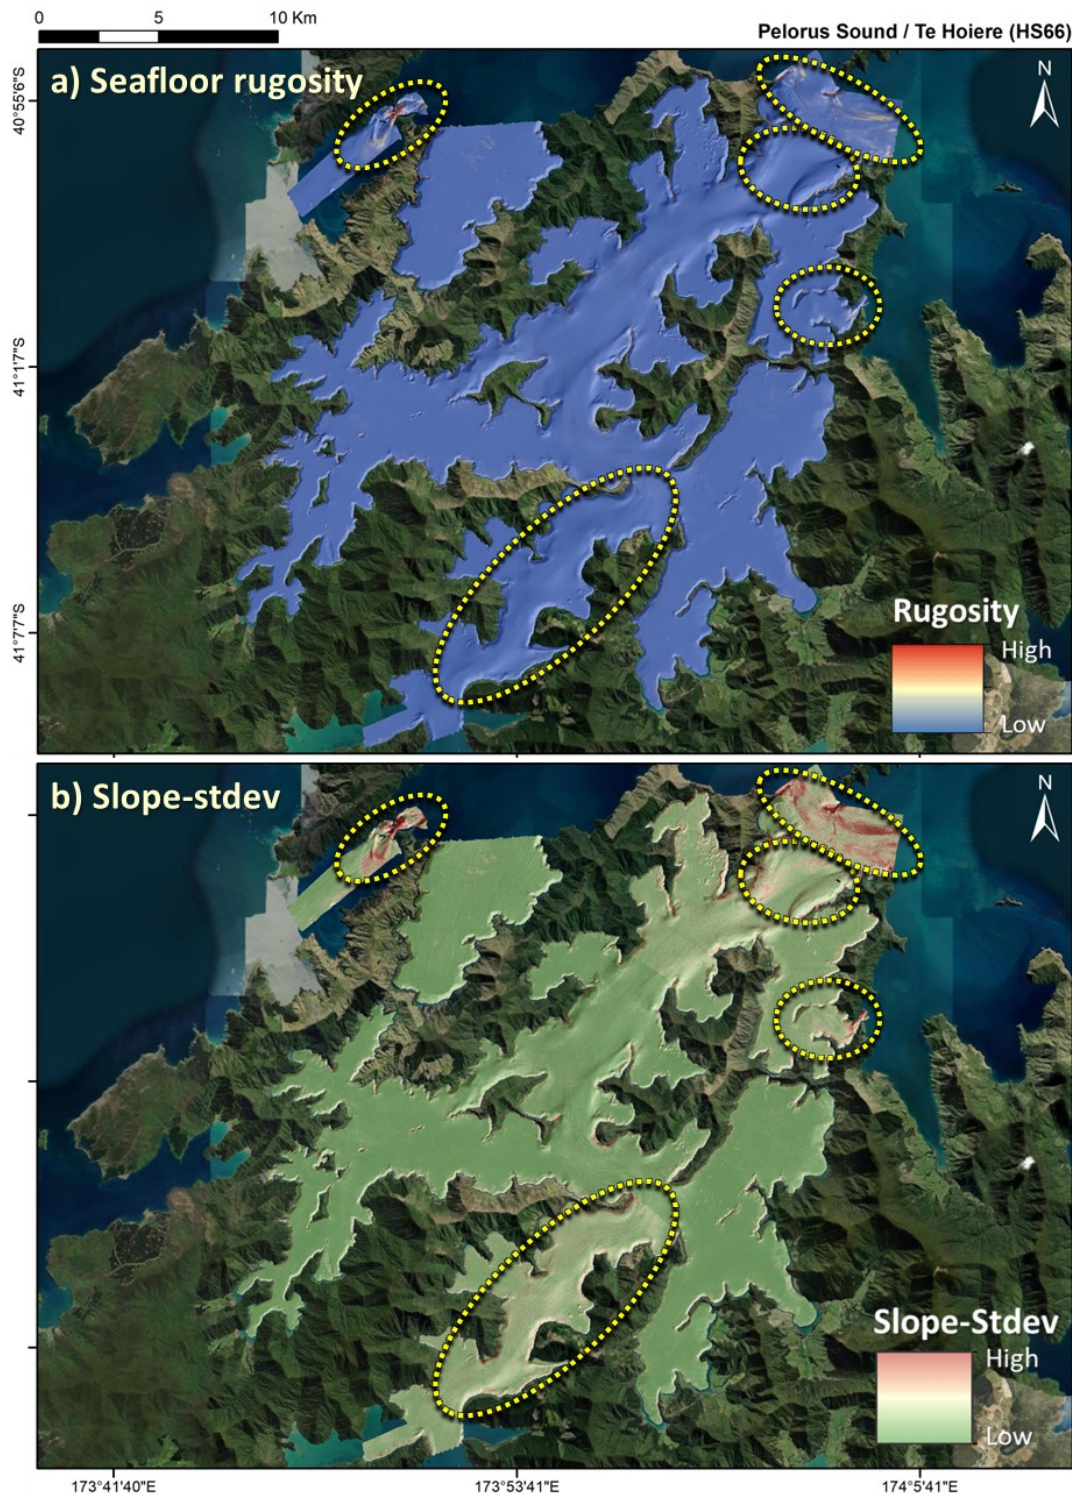 0 5 10 Km
Pelorus Sound / Te Hoiere (HS66)
a) Seafloor rugosity
N
40°55'6"S
41°1'7"S
41°7'7"S
Rugosity
High
Low
b) Slope-stdev
N
Slope-Stdev
High
Low
173°41'40"E 173°53'41"E 174°5'41"E